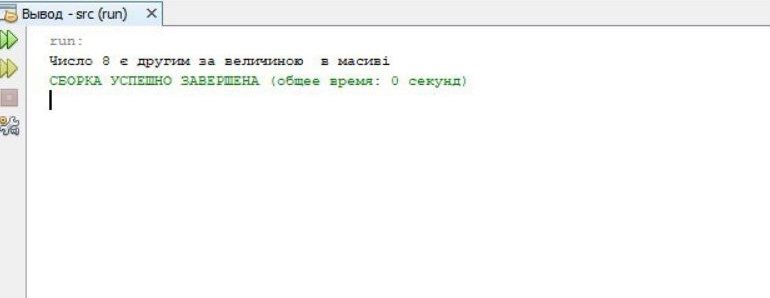 Вывод - src (run)
run:
Число 8 є другим за величиною  в масиві
СБОРКА УСПЕШНО ЗАВЕРШЕНА (общее время: 0 секунд)